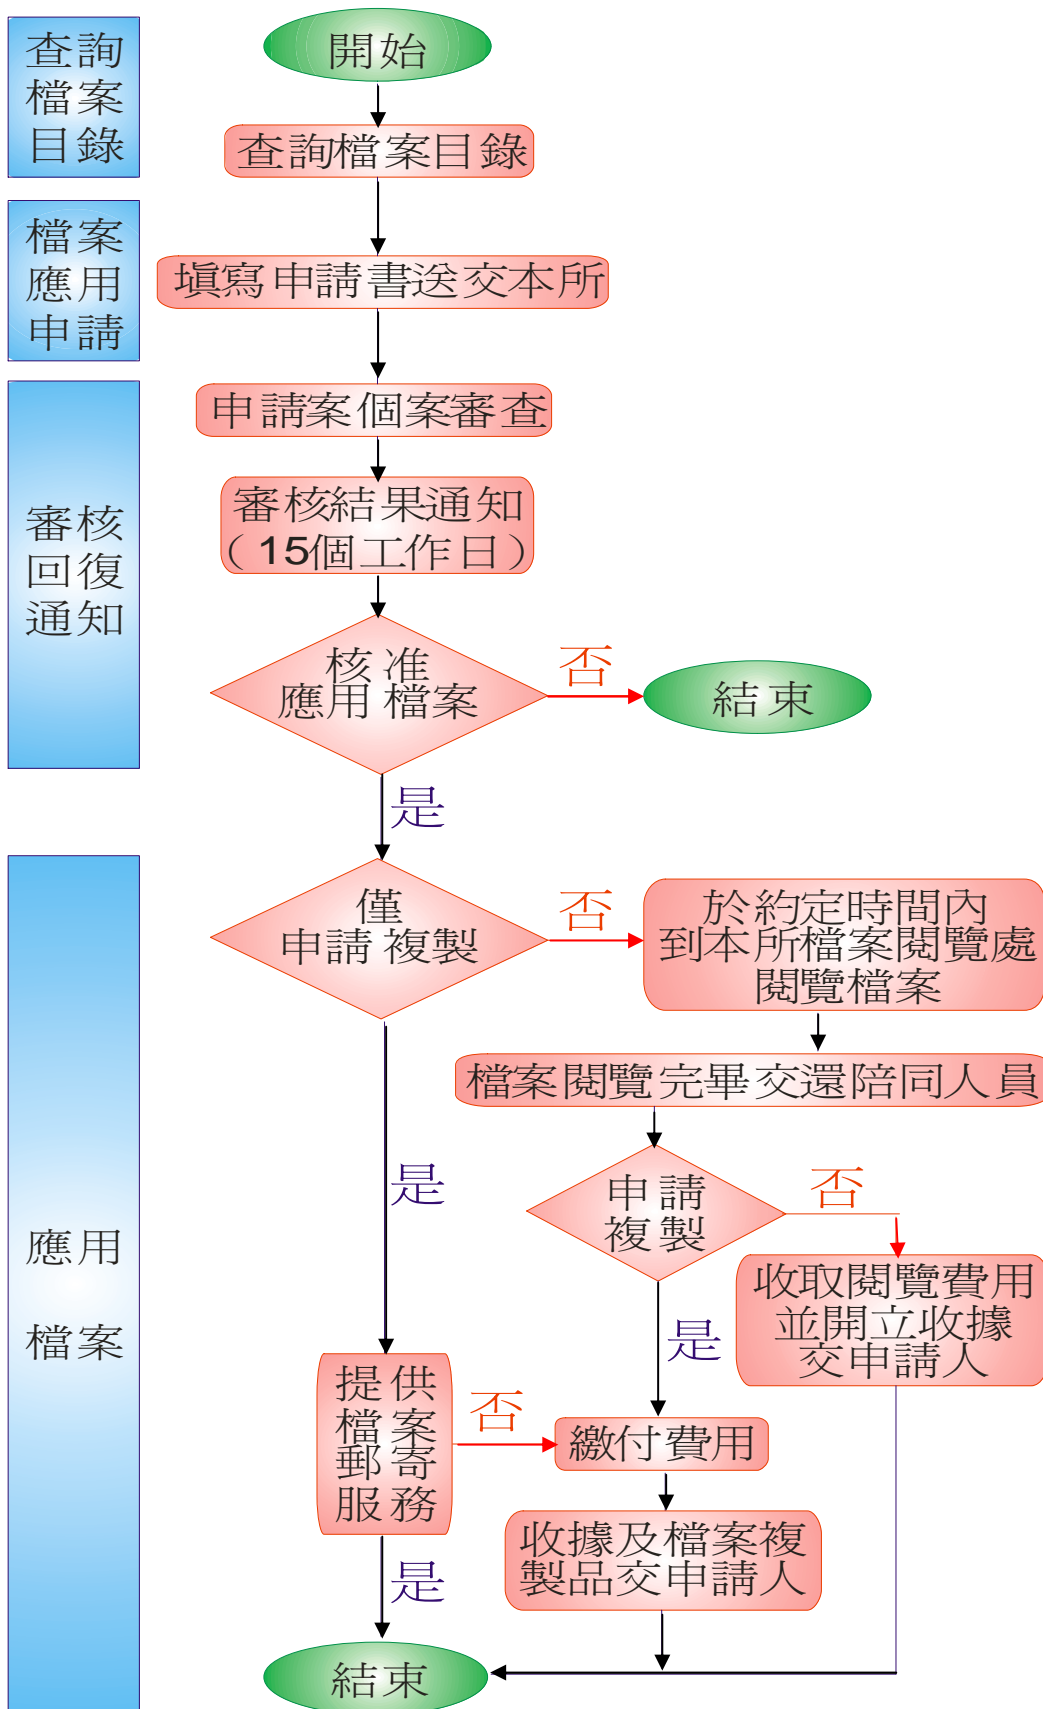 查詢
檔案
目錄
開始
查詢檔案目錄
檔案
應用
申請
填寫申請書送交本所
審核
回復
通知
申請案個案審查
審核結果通知
（15個工作日）
核准
應用檔案
否
結束
是
應用
檔案
僅
申請複製
否
於約定時間內
到本所檔案閱覽處
閱覽檔案
檔案閱覽完畢交還陪同人員
是
申請
複製
否
收取閱覽費用
並開立收據
交申請人
是
提供
檔案
郵寄
服務
否
繳付費用
收據及檔案複
製品交申請人
是
結束